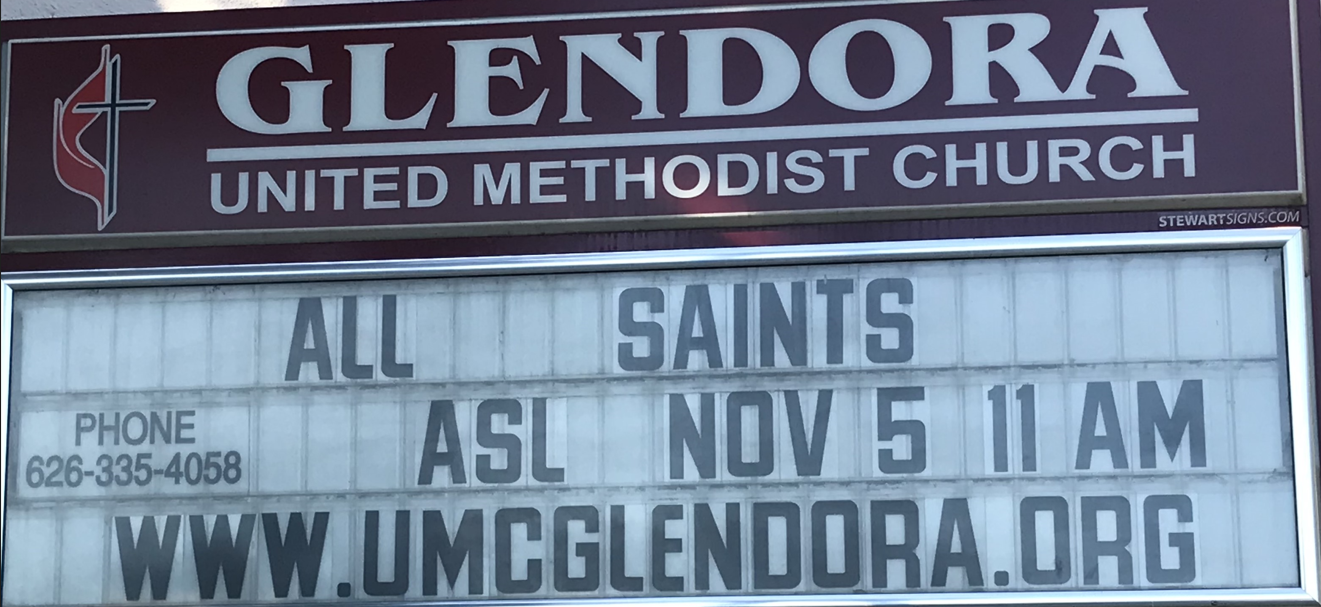 GLENDORA
UNITED METHODIST CHURCH
STEWARTSIGNS.COM
ALL SAINTS
PHONE
626-335-4058
ASL NOV 5 11 AM
WWW.UMCGLENDORA.ORG